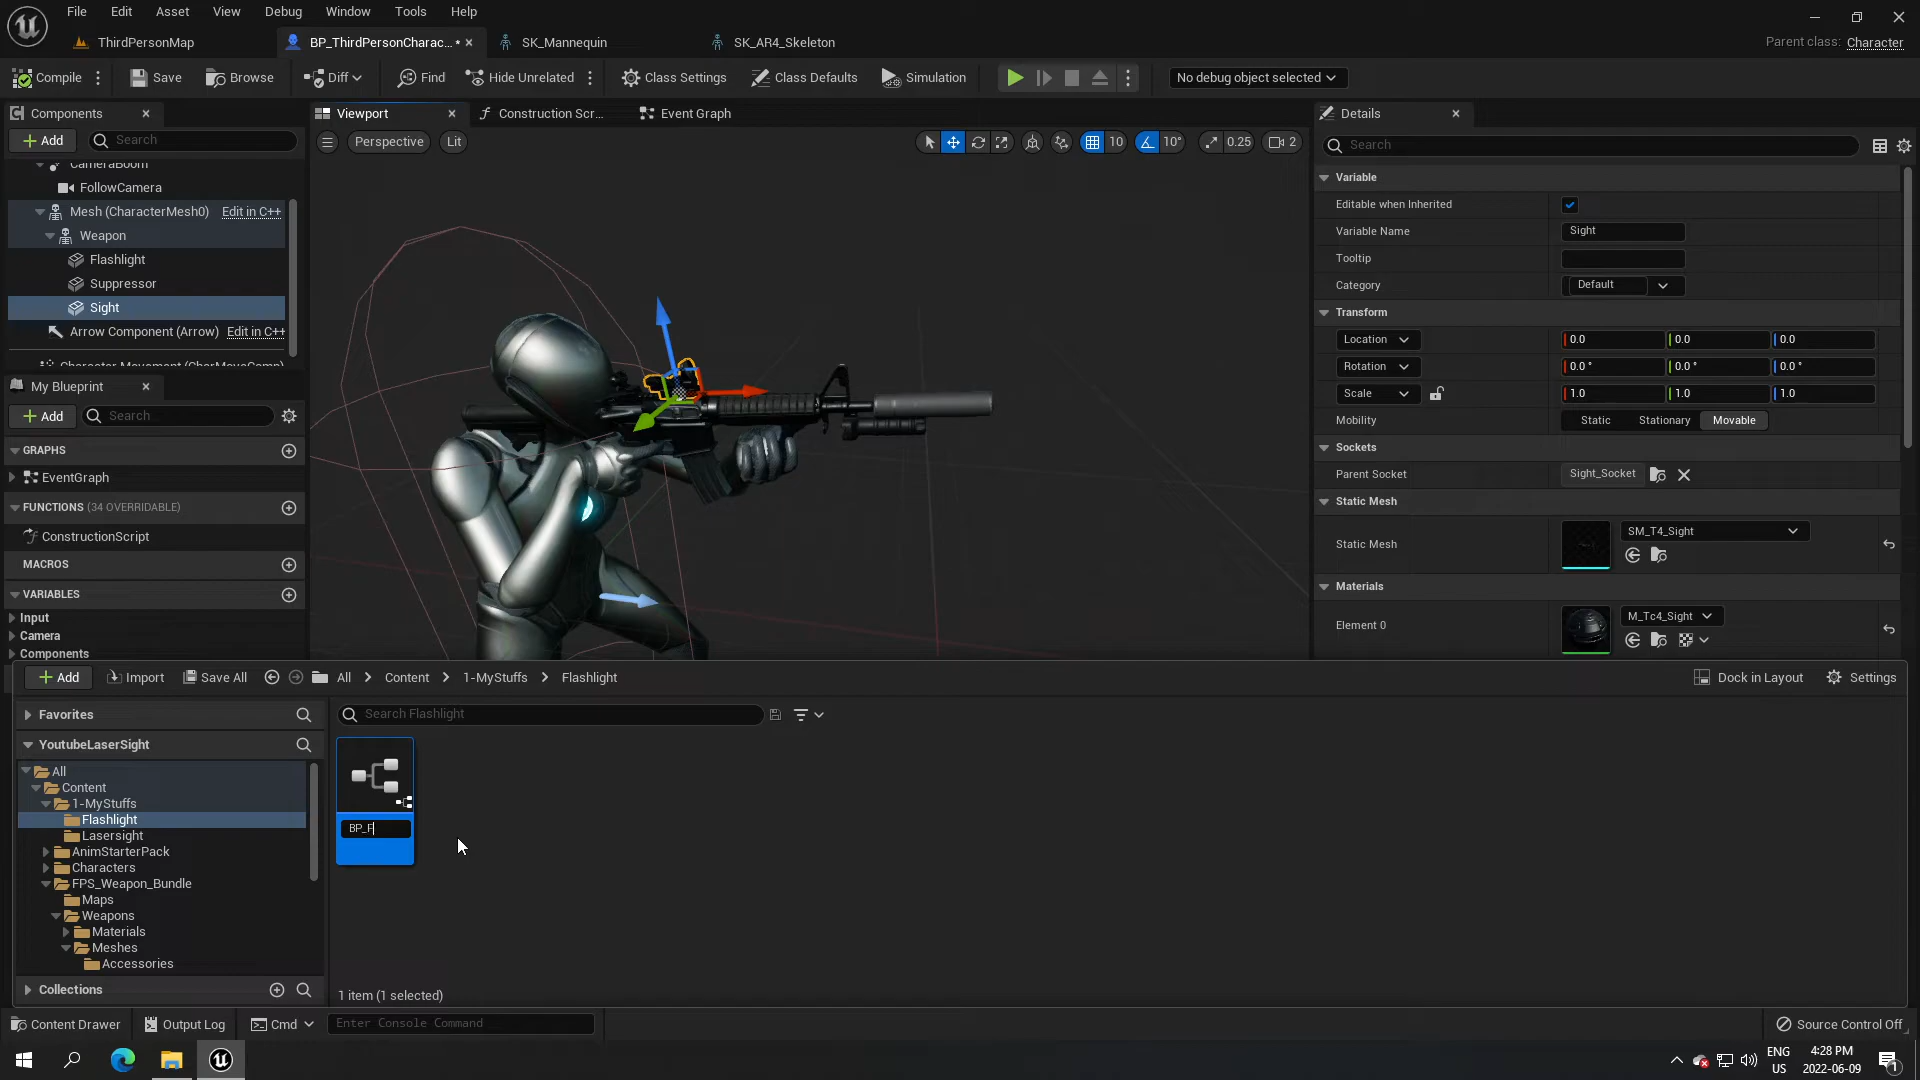 File Edit Asset View Debug Window Tools Help
ThirdPersonMap BP_ThirdPersonCharac... * SK_Mannequin SK_AR4_Skeleton Parent class: Character
Compile Save Browse Diff Find Hide Unrelated Class Settings Class Defaults Simulation No debug object selected
Components
Add Search
CameraBoom
FollowCamera
Mesh (CharacterMesh0) Edit in C++
Weapon
Flashlight
Suppressor
Sight
Arrow Component (Arrow) Edit in C++
Character Movement (CharMoveComp)
My Blueprint
Add Search
GRAPHS
EventGraph
FUNCTIONS (34 OVERRIDABLE)
ConstructionScript
MACROS
VARIABLES
Input
Camera
Components
Viewport Construction Scr... Event Graph
Perspective Lit 10 10° 0.25 2
Details
Search
Variable
Editable when Inherited
Variable Name Sight
Tooltip
Category Default
Transform
Location 0.0 0.0 0.0
Rotation 0.0 ° 0.0 ° 0.0 °
Scale 1.0 1.0 1.0
Mobility Static Stationary Movable
Sockets
Parent Socket Sight_Socket
Static Mesh
Static Mesh SM_T4_Sight
Materials
Element 0 M_Tc4_Sight
Add Import Save All All Content 1-MyStuffs Flashlight Dock in Layout Settings
Favorites
YoutubeLaserSight
All
Content
1-MyStuffs
Flashlight
Lasersight
AnimStarterPack
Characters
FPS_Weapon_Bundle
Maps
Weapons
Materials
Meshes
Accessories
Collections
Search Flashlight
BP_F
1 item (1 selected)
Content Drawer Output Log Cmd Enter Console Command Source Control Off
ENG
US
4:28 PM
2022-06-09
1